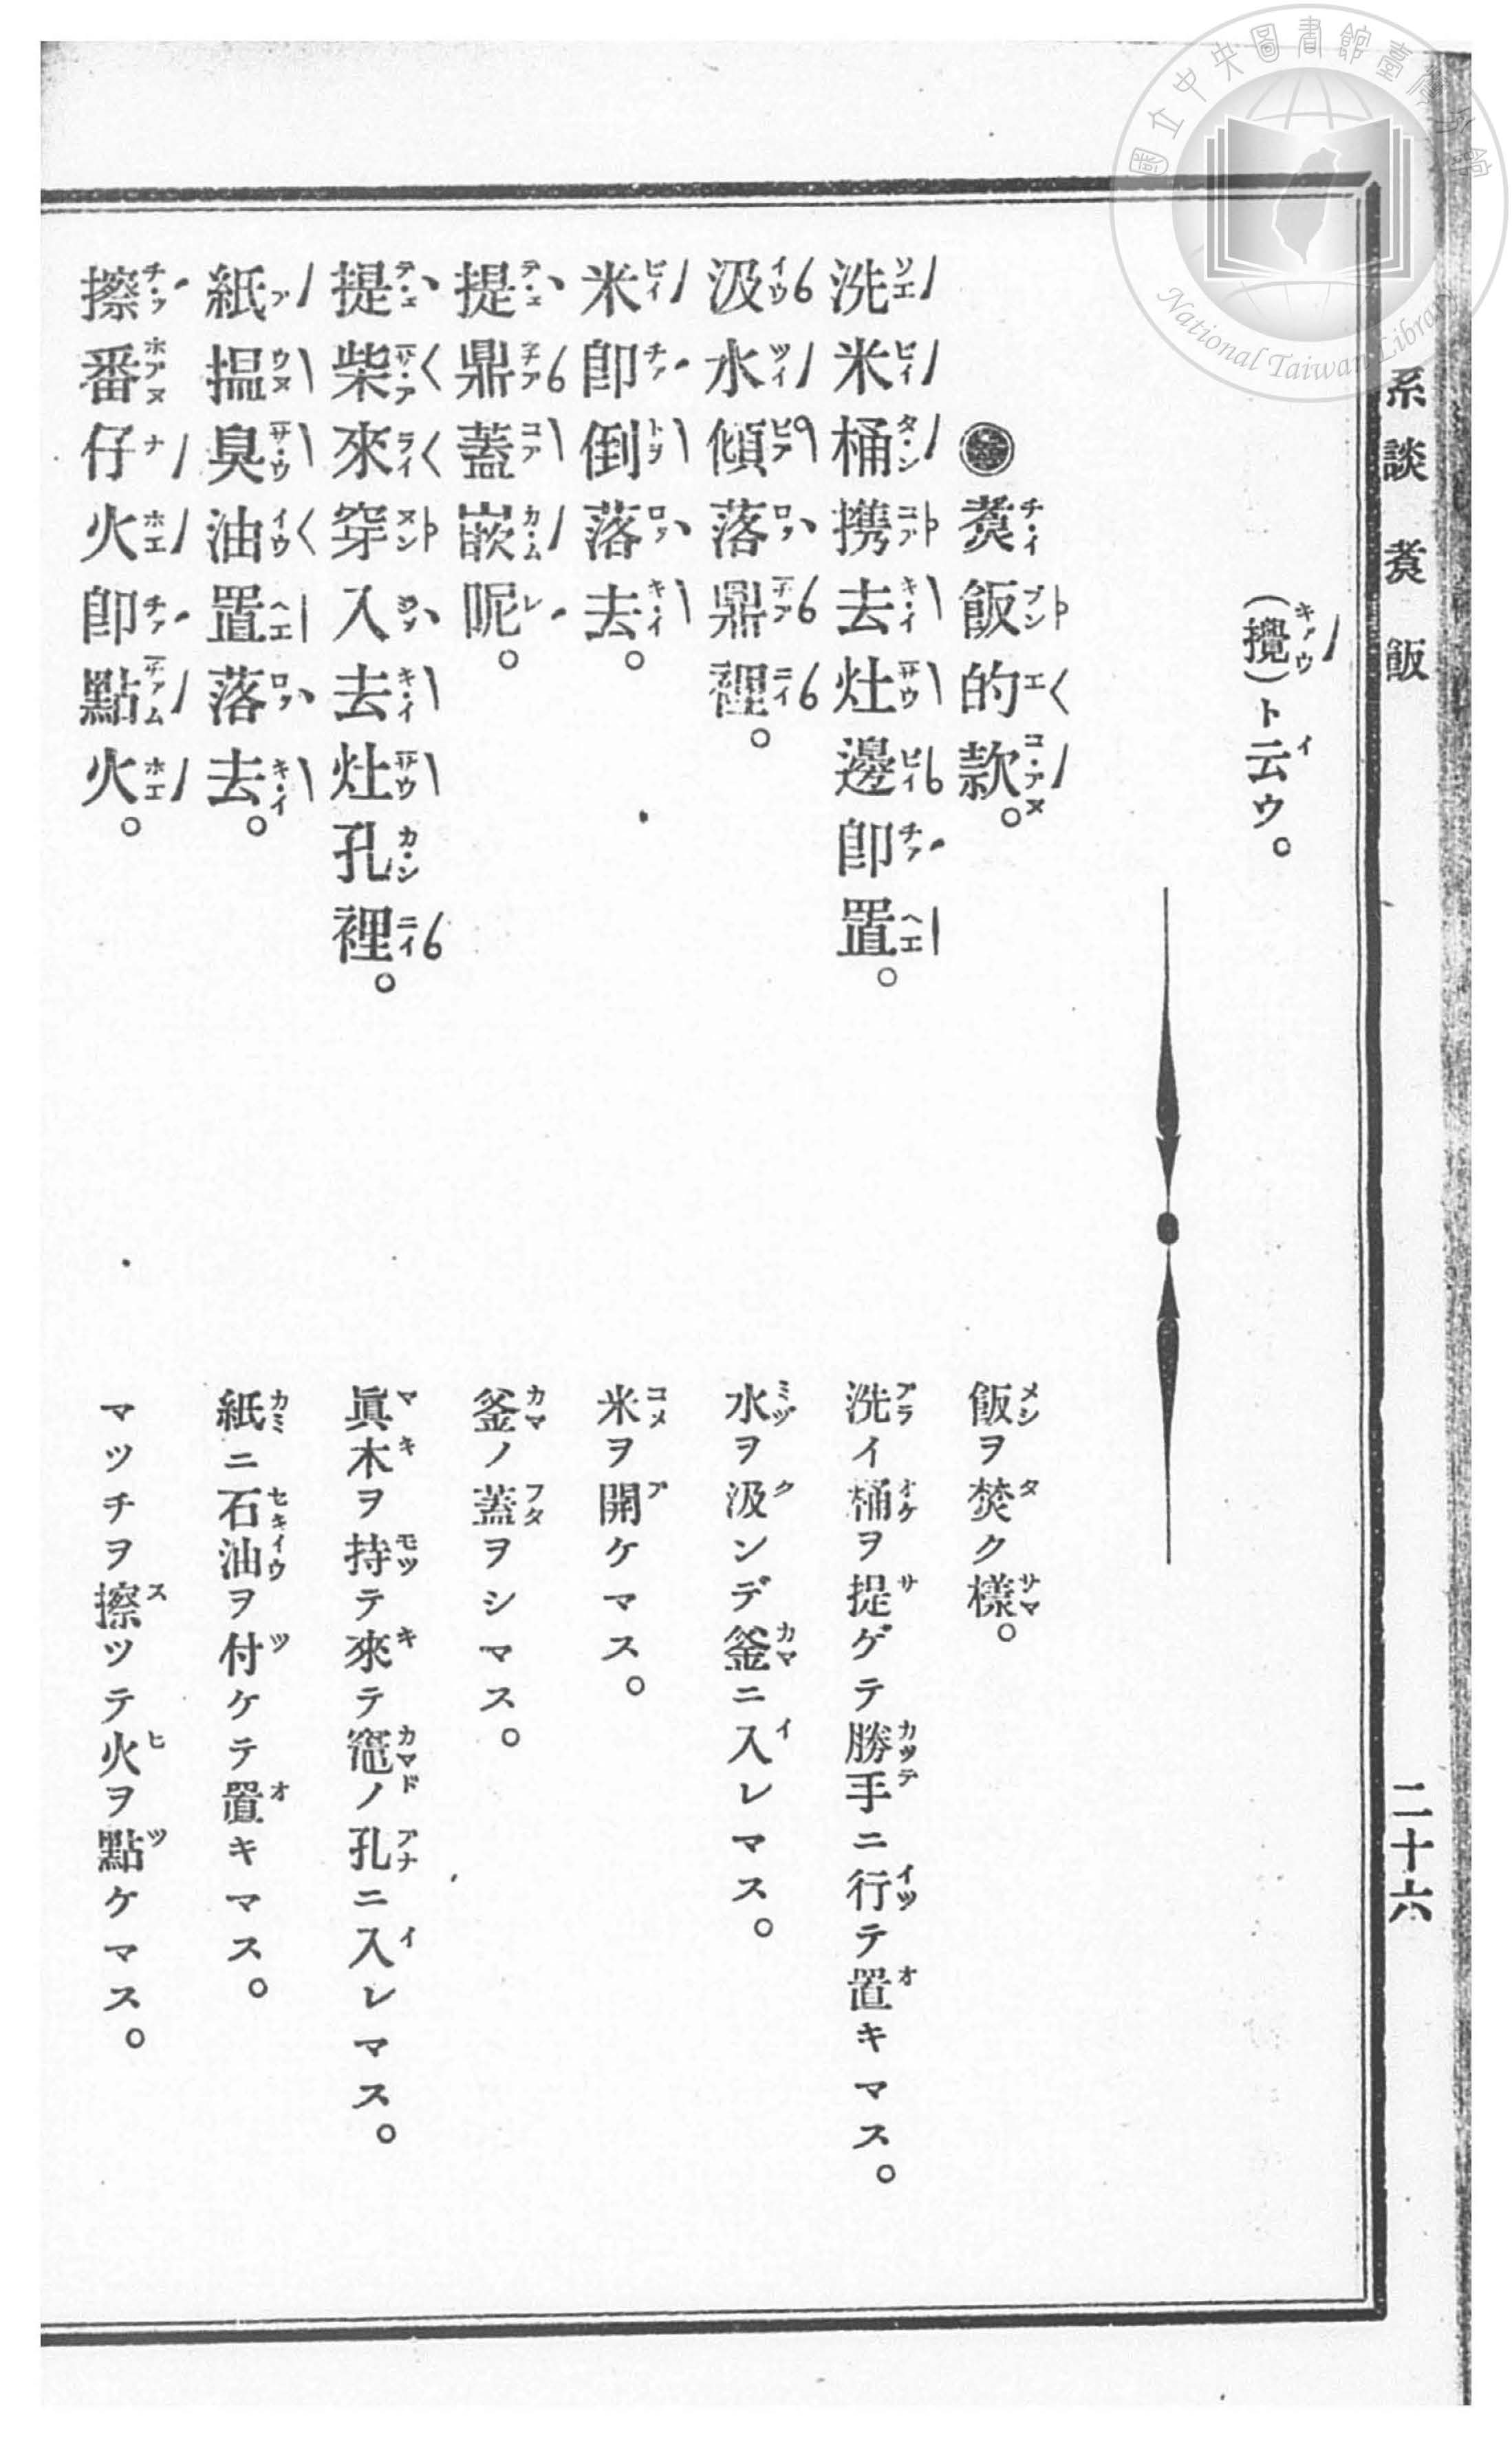 系談 煑飯
二十六
(攪)ト云ウ。
煑飯的款。
飯ヲ焚ク樣。
洗米桶携去灶邊卽置。
洗イ桶ヲ提ゲテ勝手ニ行テ置キマス。
汲水傾落鼎裡。
水ヲ汲ンデ釜ニ入レマス。
米卽倒落去。
米ヲ開ケマス。
提鼎蓋嵌呢。
釜ノ蓋ヲシマス。
提柴來穿入去灶孔裡。
眞木ヲ持テ來テ竈ノ孔ニ入レマス。
紙揾臭油置落去。
紙ニ石油ヲ付ケテ置キマス。
擦番仔火卽點火。
マツチヲ擦ツテ火ヲ點ケマス。
國立中央圖書館臺灣分館
National Taiwan Library